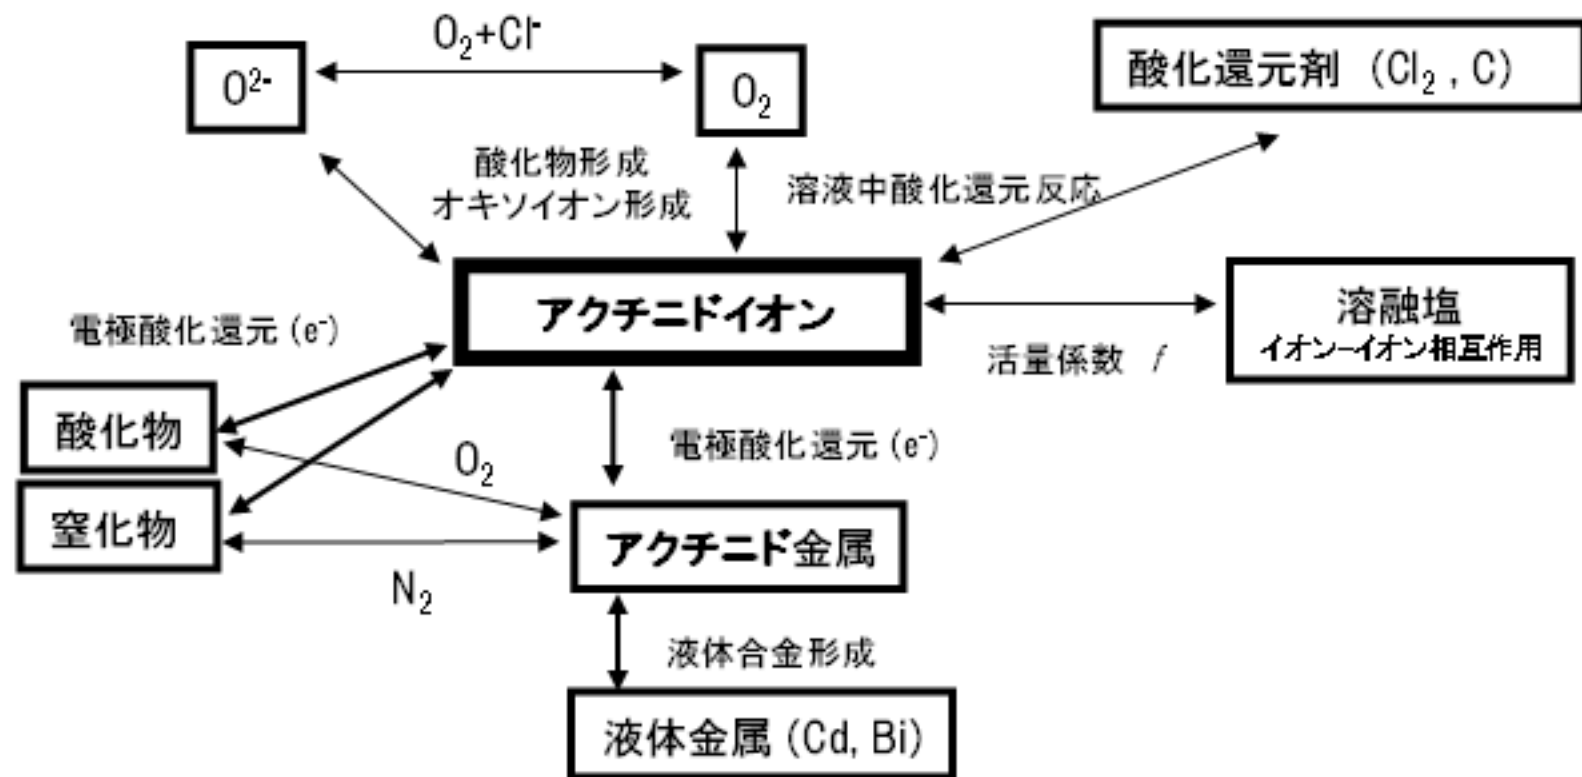 O₂+Cl⁻
O²⁻
O₂
酸化還元剤 (Cl₂ , C)
酸化物形成
オキソイオン形成
溶液中酸化還元反応
アクチニドイオン
溶融塩
イオン-イオン相互作用
電極酸化還元 (e⁻)
活量係数 f
酸化物
O₂
電極酸化還元 (e⁻)
窒化物
アクチニド金属
N₂
液体合金形成
液体金属 (Cd, Bi)